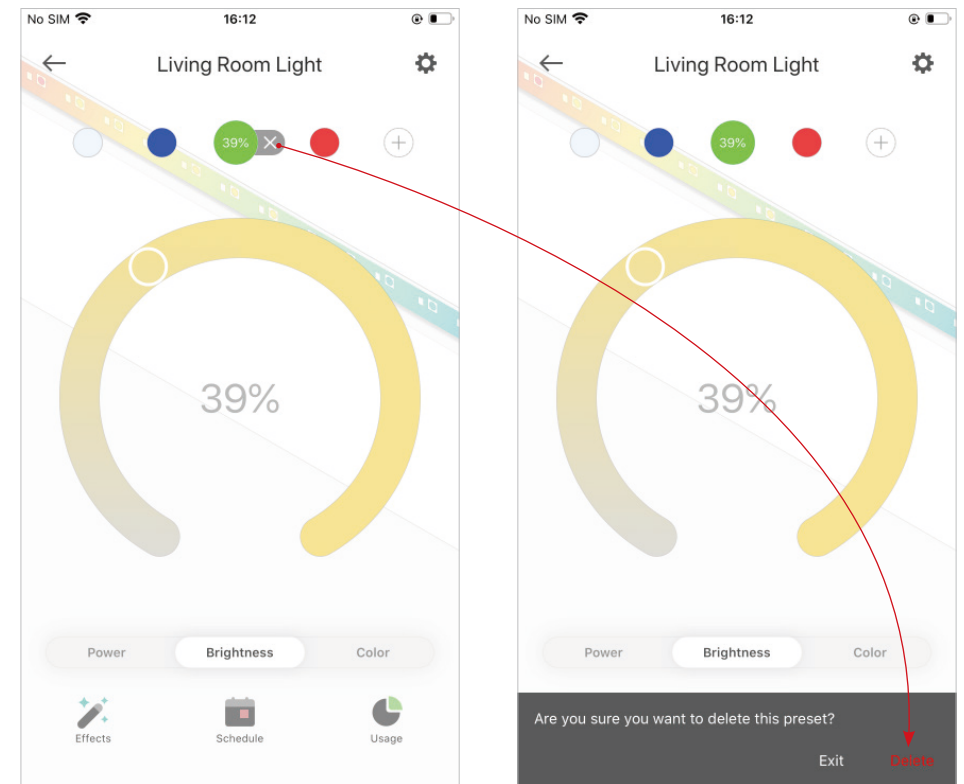 No SIM 16:12
Living Room Light
39%
39%
Power Brightness Color
Effects Schedule Usage
No SIM 16:12
Living Room Light
39%
39%
Power Brightness Color
Are you sure you want to delete this preset?
Exit Delete